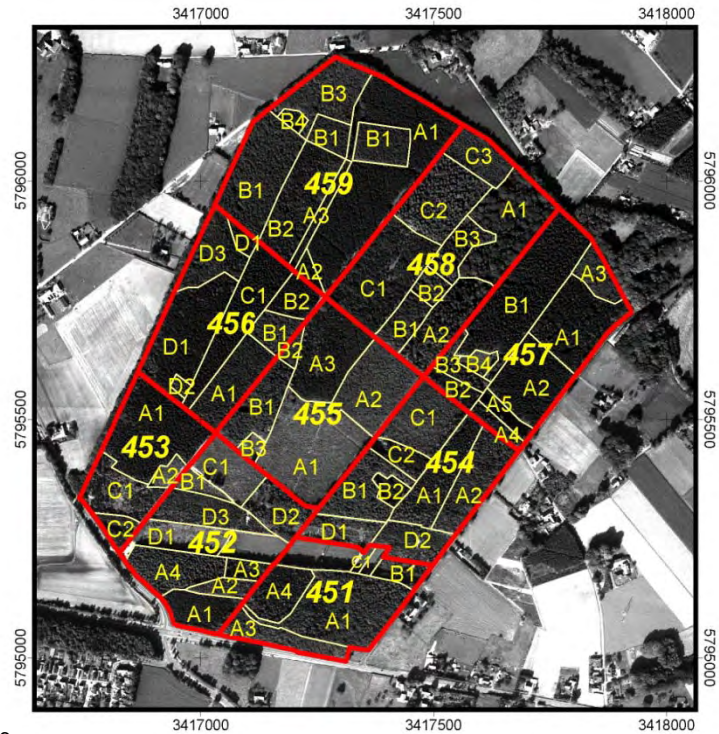 3417000 3417500 3418000
5796000 5796000
5795500 5795500
5795000 5795000
B3
B4 B1 B1 A1
C3
459
B1 A3 C2 A1
B2
D3 D1 B3 A3
458
A2
C1 C1 B2 B1
B2
456 B1 B1 A2
D1 B2 A3 B3 B4 A1
457
D2 B2 A2
A1 A1 B1 A2 C1 A5
455 A4
453 B3 C2 454
A2 B1 C1 A1
C1 B1 B2 A1 A2
D3 D2
C2 D1 452 D1 D2
C1
A4 A3 B1
A2 A4 451
A1 A3 A1
3417000 3417500 3418000